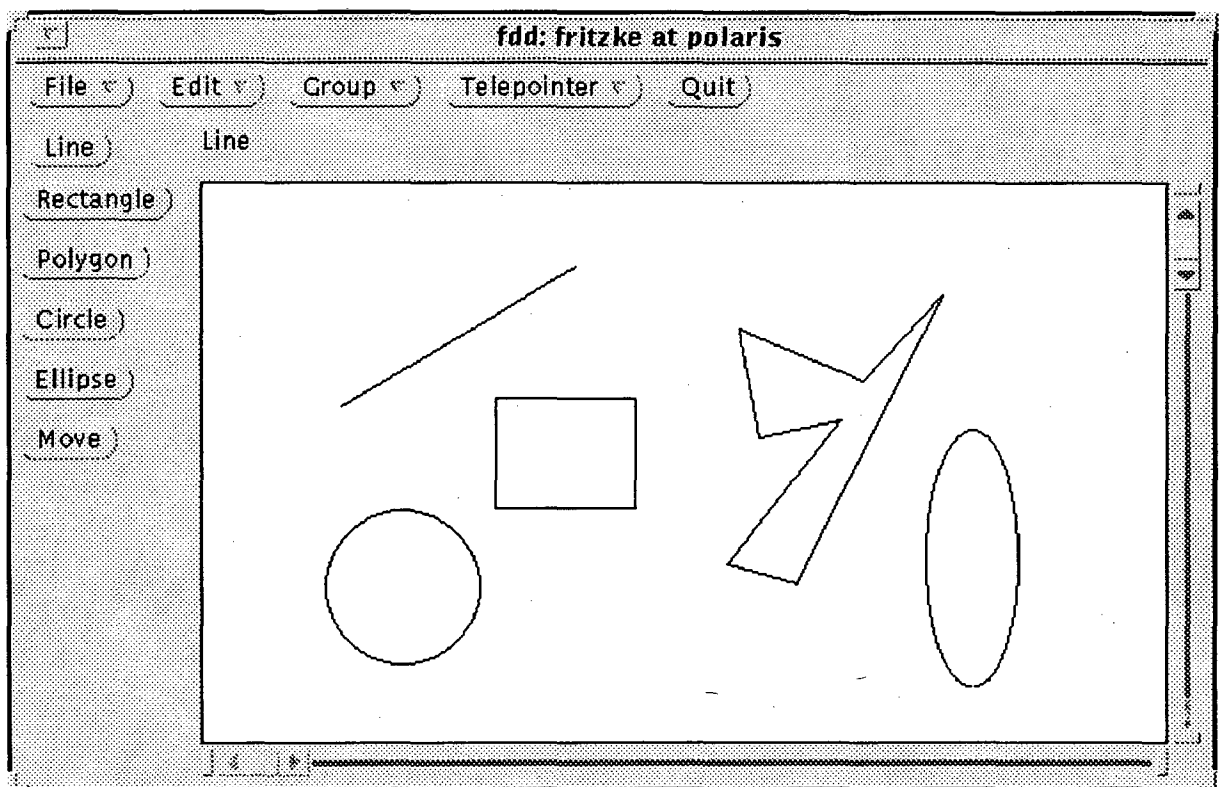 fdd: fritzke at polaris
File Edit Group Telepointer Quit
Line Line
Rectangle
Polygon
Circle
Ellipse
Move